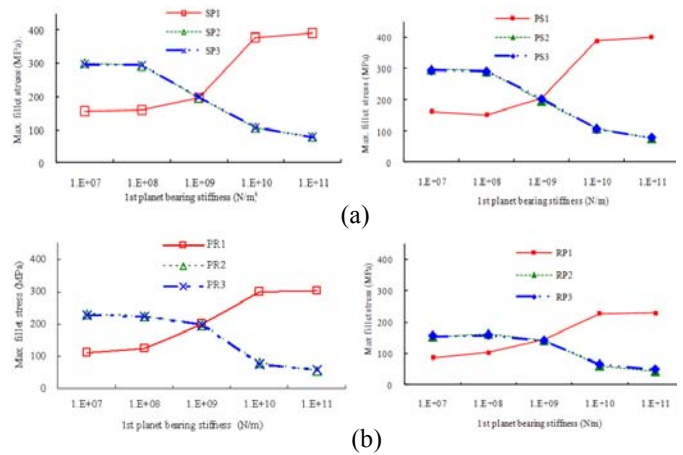 SP1
SP2
SP3
Max. fillet stress (MPa).
400
300
200
100
0
1.E+07 1.E+08 1.E+09 1.E+10 1.E+11
1st planet bearing stiffness (N/m)
PS1
PS2
PS3
Max. fillet stress (MPa)
400
300
200
100
0
1.E+07 1.E+08 1.E+09 1.E+10 1.E+11
1st planet bearing stiffness (N/m)
(a)
PR1
PR2
PR3
Max. fillet stress (MPa)
400
300
200
100
0
1.E+07 1.E+08 1.E+09 1.E+10 1.E+11
1st planet bearing stiffness (N/m)
RP1
RP2
RP3
Max fillet stress (MPa)
400
300
200
100
0
1.E+07 1.E+08 1.E+09 1.E+10 1.E+11
1st planet bearing stiffness (N/m)
(b)